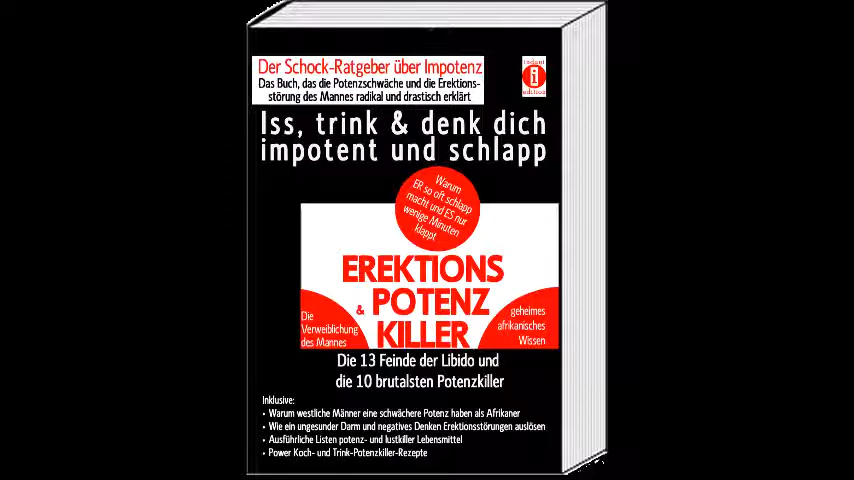 Der Schock-Ratgeber über Impotenz
Das Buch, das die Potenzschwäche und die Erektions-
störung des Mannes radikal und drastisch erklärt
indayi
i
edition
Iss, trink & denk dich
impotent und schlapp
Warum
ER so oft schlapp
macht und ES nur
wenige Minuten
klappt
EREKTIONS
& POTENZ
KILLER
Die
Verweiblichung
des Mannes
geheimes
afrikanisches
Wissen
Die 13 Feinde der Libido und
die 10 brutalsten Potenzkiller
Inklusive:
• Warum westliche Männer eine schwächere Potenz haben als Afrikaner
• Wie ein ungesunder Darm und negatives Denken Erektionsstörungen auslösen
• Ausführliche Listen potenz- und lustkiller Lebensmittel
• Power Koch- und Trink-Potenzkiller-Rezepte